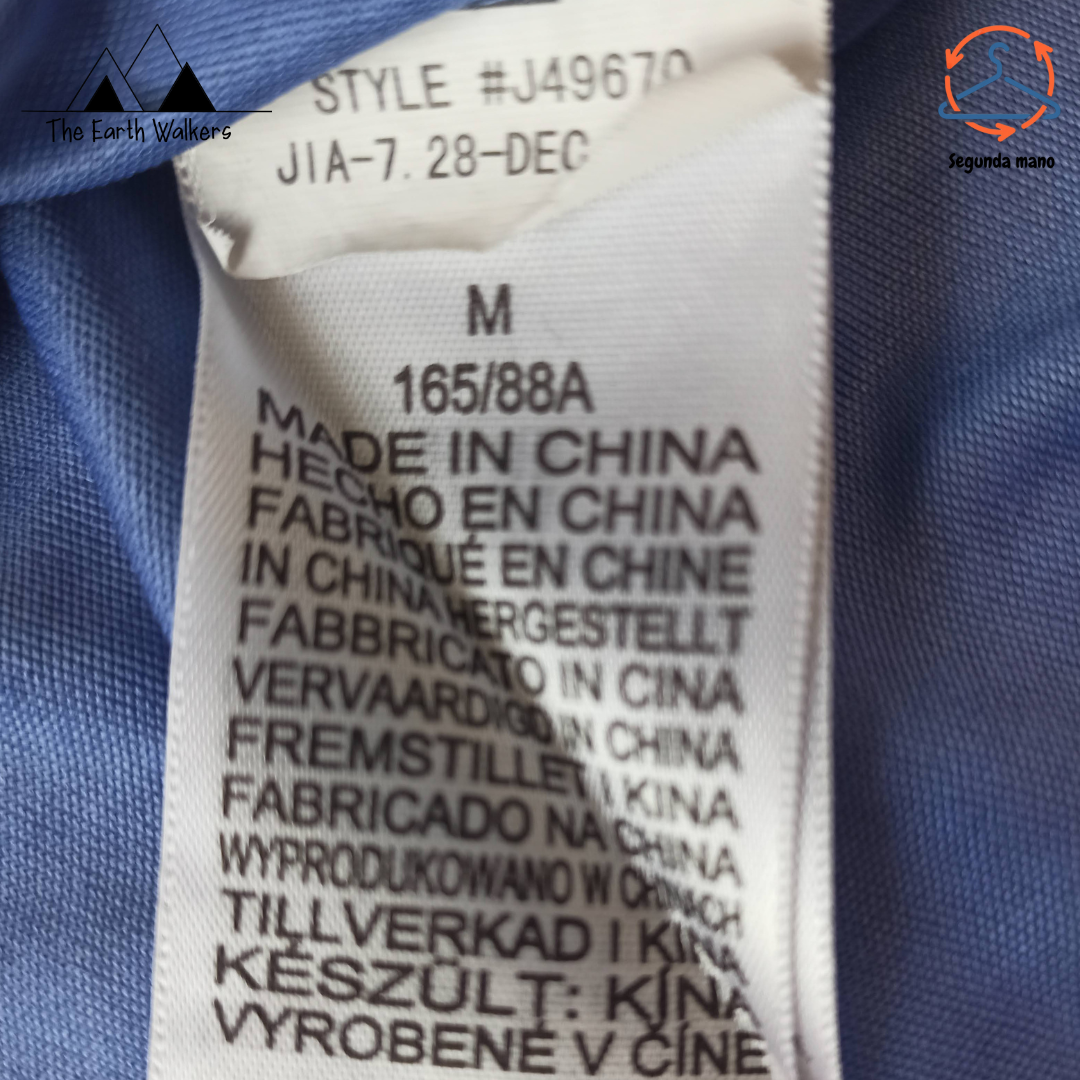 The Earth Walkers
Segunda mano
STYLE #J49670
JIA-7. 28-DEC
M
165/88A
MADE IN CHINA
HECHO EN CHINA
FABRIQUÉ EN CHINE
IN CHINA HERGESTELLT
FABBRICATO IN CINA
VERVAARDIGD IN CHINA
FREMSTILLET I KINA
FABRICADO NA CHINA
WYPRODUKOWANO W CHINACH
TILLVERKAD I KINA
KÉSZÜLT: KÍNA
VYROBENÉ V ČÍNE